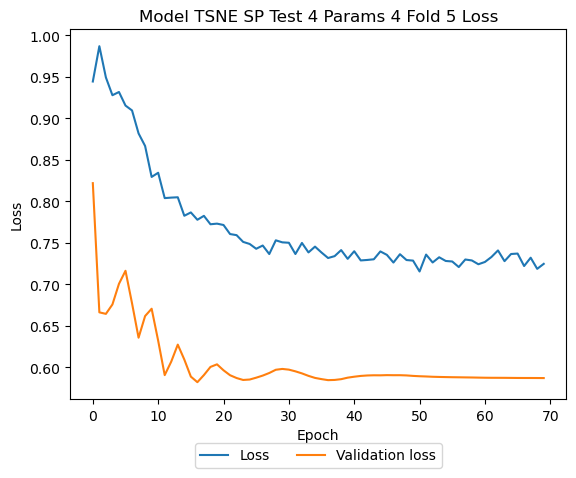 Model TSNE SP Test 4 Params 4 Fold 5 Loss
1.00
0.95
0.90
0.85
0.80
0.75
0.70
0.65
0.60
Loss
0 10 20 30 40 50 60 70
Epoch
Loss Validation loss